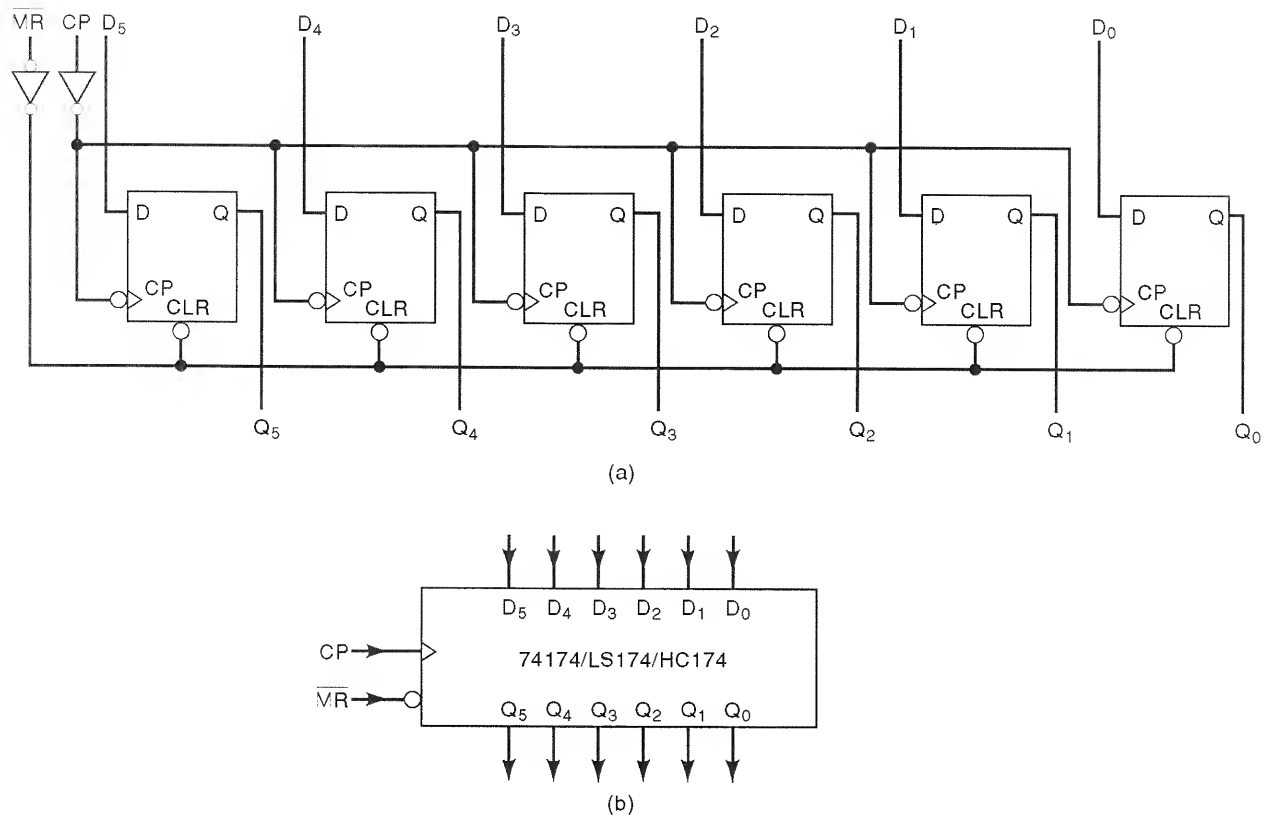 M̅R̅ CP D₅ D₄ D₃ D₂ D₁ D₀
D Q D Q D Q D Q D Q D Q
CP CP CP CP CP CP
CLR CLR CLR CLR CLR CLR
Q₅ Q₄ Q₃ Q₂ Q₁ Q₀
(a)
D₅ D₄ D₃ D₂ D₁ D₀
CP 74174/LS174/HC174
M̅R̅
Q₅ Q₄ Q₃ Q₂ Q₁ Q₀
(b)